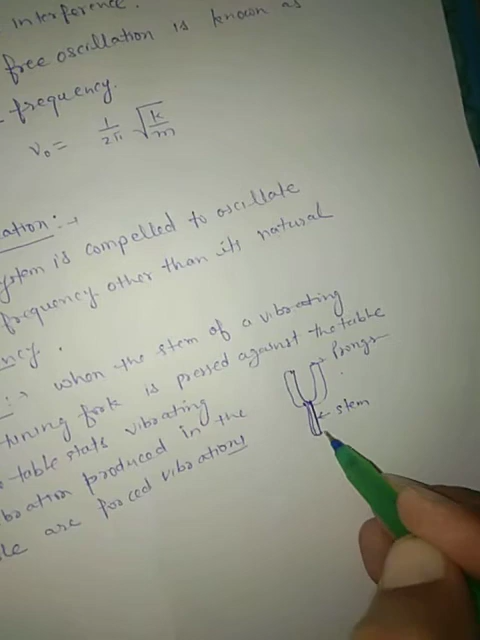 interference.
free oscillation is known as
frequency.
ν₀ = 1/2π √k/m
ation :→
ystem is compelled to oscillate
frequency other than its natural
ncy.
:→ when the stem of a vibrating
tuning fork is pressed against the table
table stats vibrating
bration produced in the
le are forced vibrations
Prongs
stem